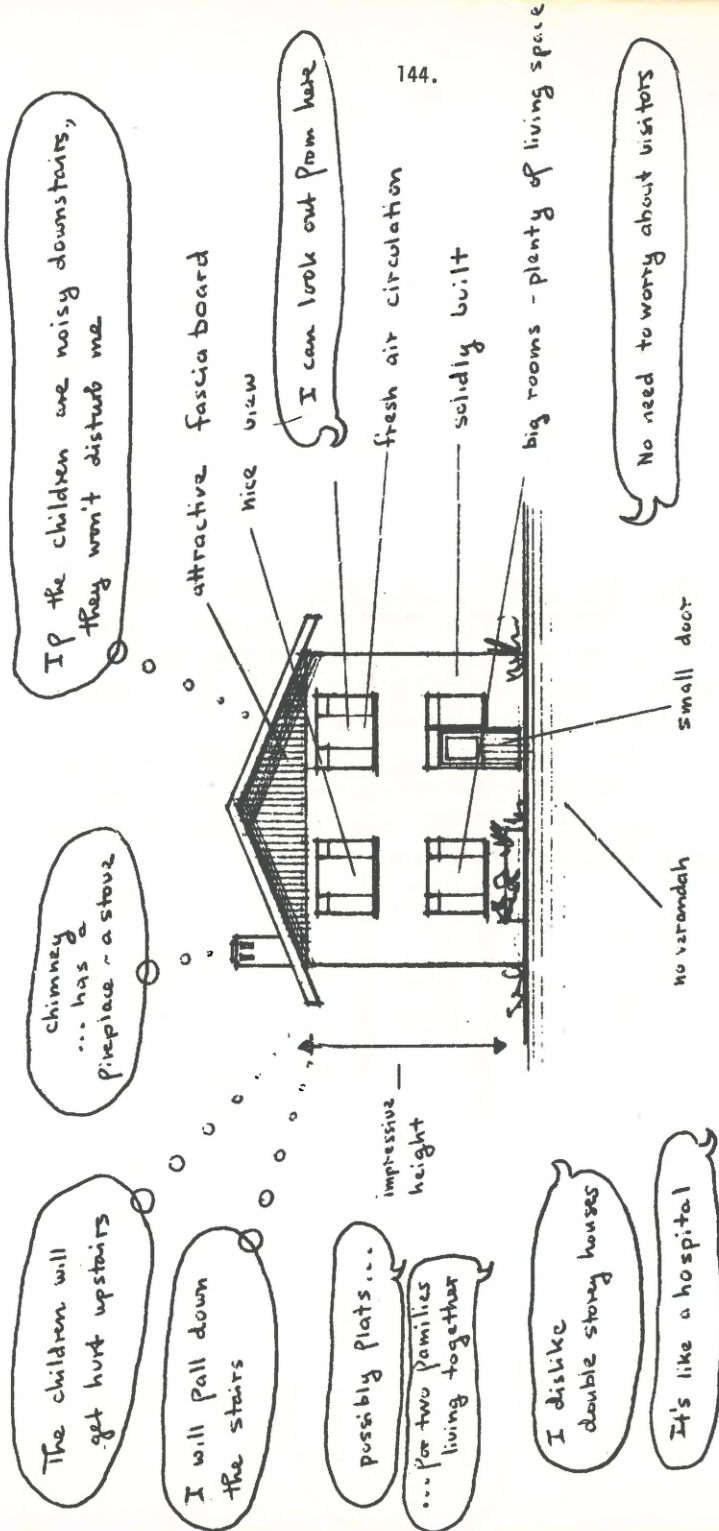 144.
The children will
get hurt upstairs
I will fall down
the stairs
chimney
... has a
fireplace - a stove
If the children are noisy downstairs,
they won't disturb me
attractive fascia board
nice view
I can look out from here
fresh air circulation
solidly built
big rooms - plenty of living space
impressive
height
possibly flats...
... for two families
living together
I dislike
double storey houses
It's like a hospital
no verandah
small door
No need to worry about visitors